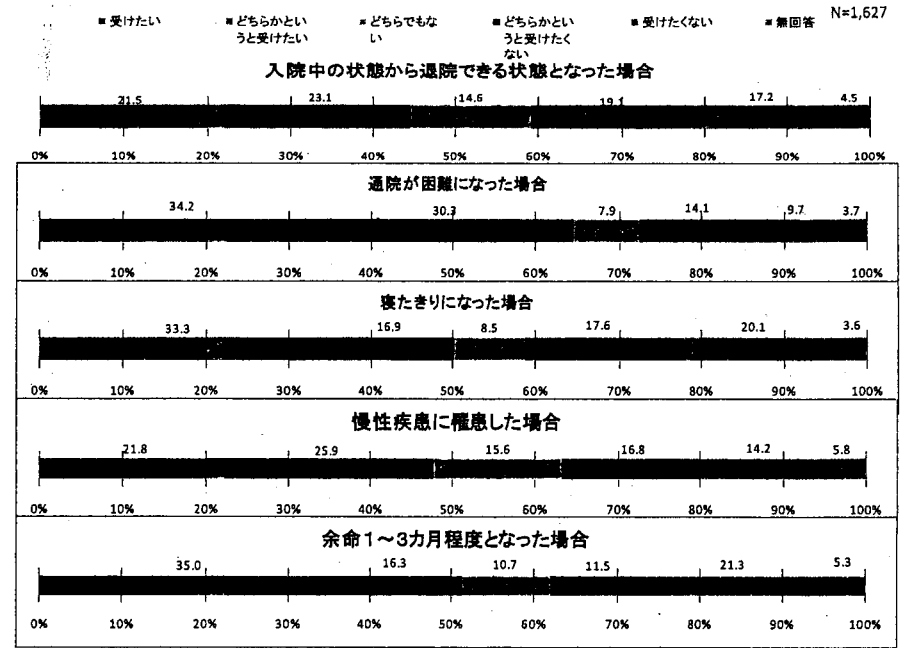 N=1,627
■ 受けたい ■ どちらかとい ■ どちらでもな ■ どちらかとい ■ 受けたくない ■ 無回答
うと受けたい い うと受けたく
ない
入院中の状態から退院できる状態となった場合
21.5 23.1 14.6 19.1 17.2 4.5
0% 10% 20% 30% 40% 50% 60% 70% 80% 90% 100%
通院が困難になった場合
34.2 30.3 7.9 14.1 9.7 3.7
0% 10% 20% 30% 40% 50% 60% 70% 80% 90% 100%
寝たきりになった場合
33.3 16.9 8.5 17.6 20.1 3.6
0% 10% 20% 30% 40% 50% 60% 70% 80% 90% 100%
慢性疾患に罹患した場合
21.8 25.9 15.6 16.8 14.2 5.8
0% 10% 20% 30% 40% 50% 60% 70% 80% 90% 100%
余命1~3カ月程度となった場合
35.0 16.3 10.7 11.5 21.3 5.3
0% 10% 20% 30% 40% 50% 60% 70% 80% 90% 100%